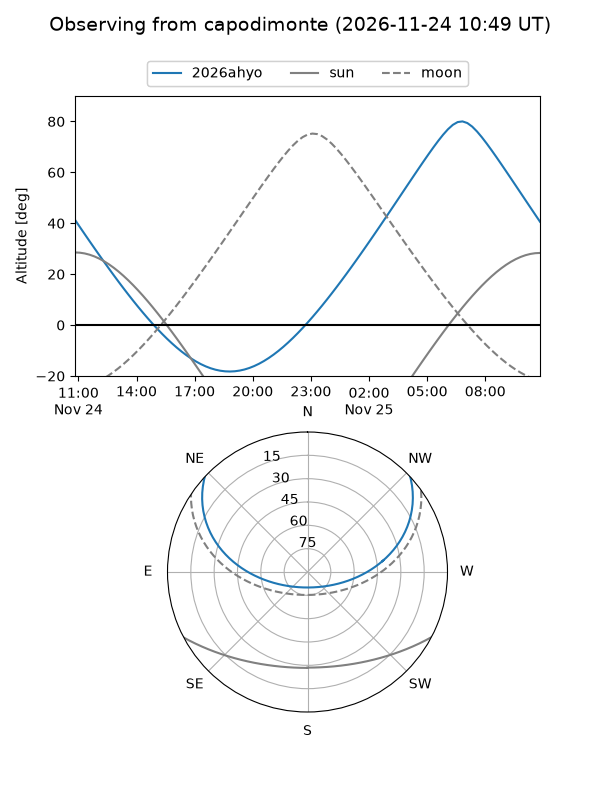 Observing from capodimonte (2026-11-24 10:49 UT)
2026ahyo sun moon
Altitude [deg]
80
60
40
20
0
−20
11:00 14:00 17:00 20:00 23:00 02:00 05:00 08:00
Nov 24 Nov 25
N
NE NW
15
30
45
60
75
E W
SE SW
S